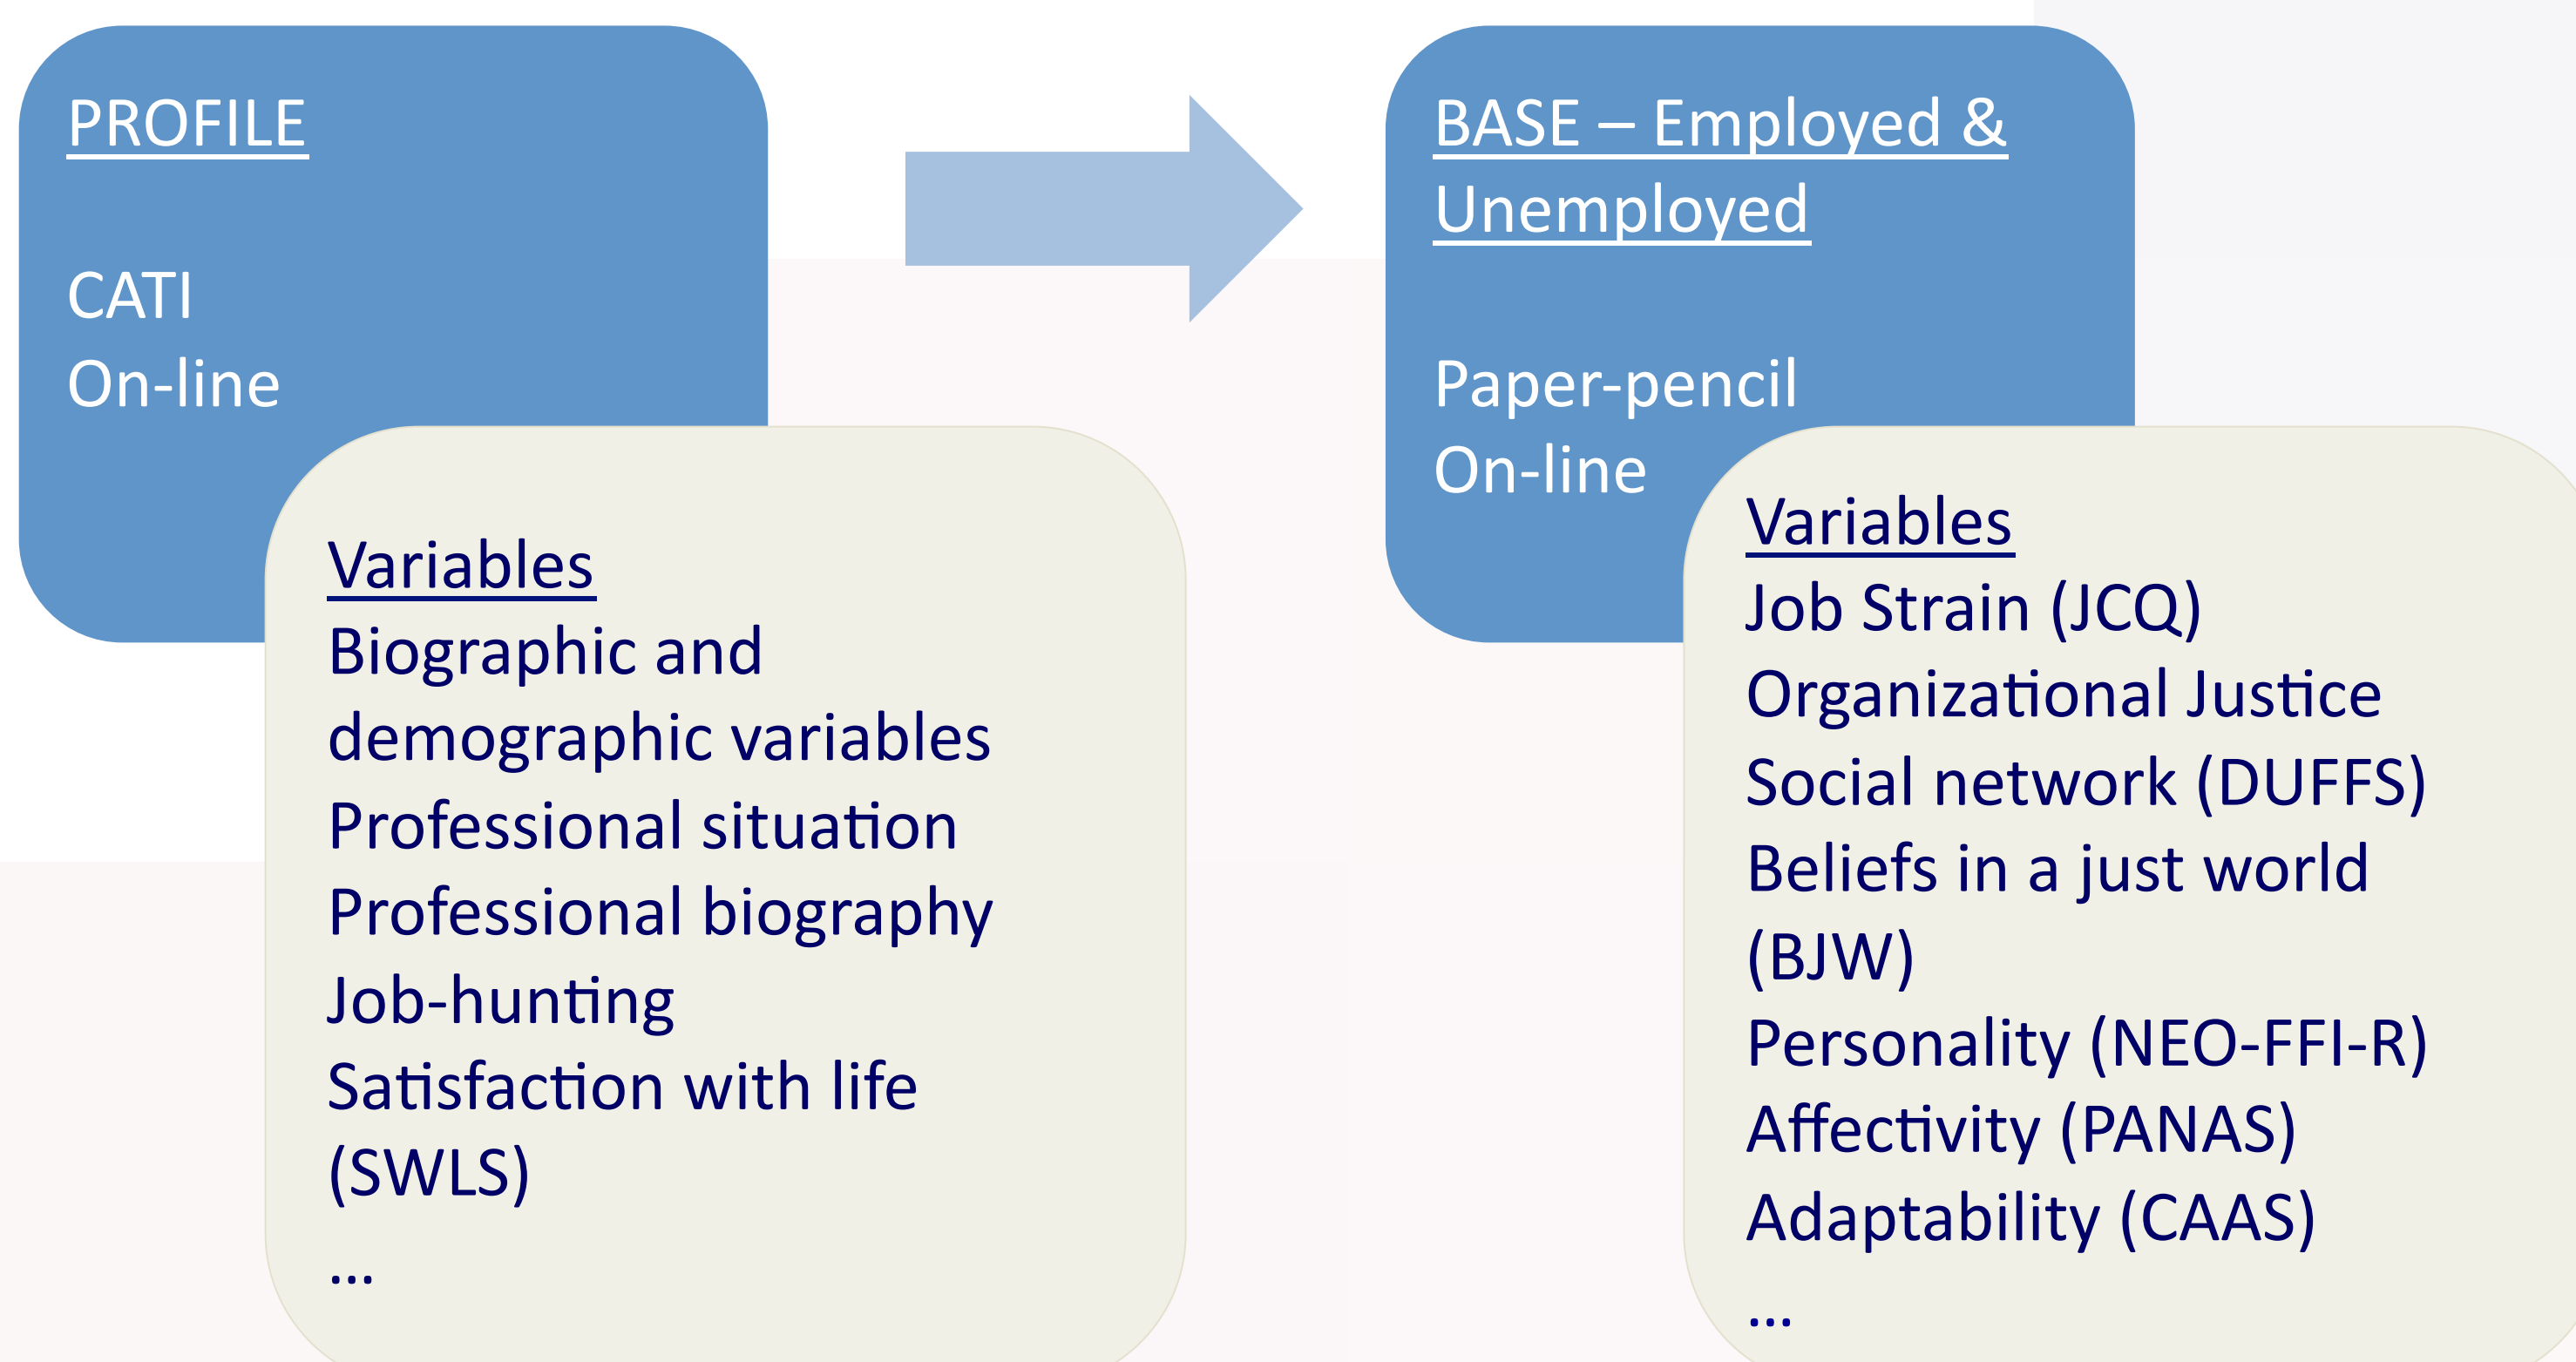 PROFILE
CATI
On-line
Variables
Biographic and
demographic variables
Professional situation
Professional biography
Job-hunting
Satisfaction with life
(SWLS)
...
BASE – Employed &
Unemployed
Paper-pencil
On-line
Variables
Job Strain (JCQ)
Organizational Justice
Social network (DUFFS)
Beliefs in a just world
(BJW)
Personality (NEO-FFI-R)
Affectivity (PANAS)
Adaptability (CAAS)
...